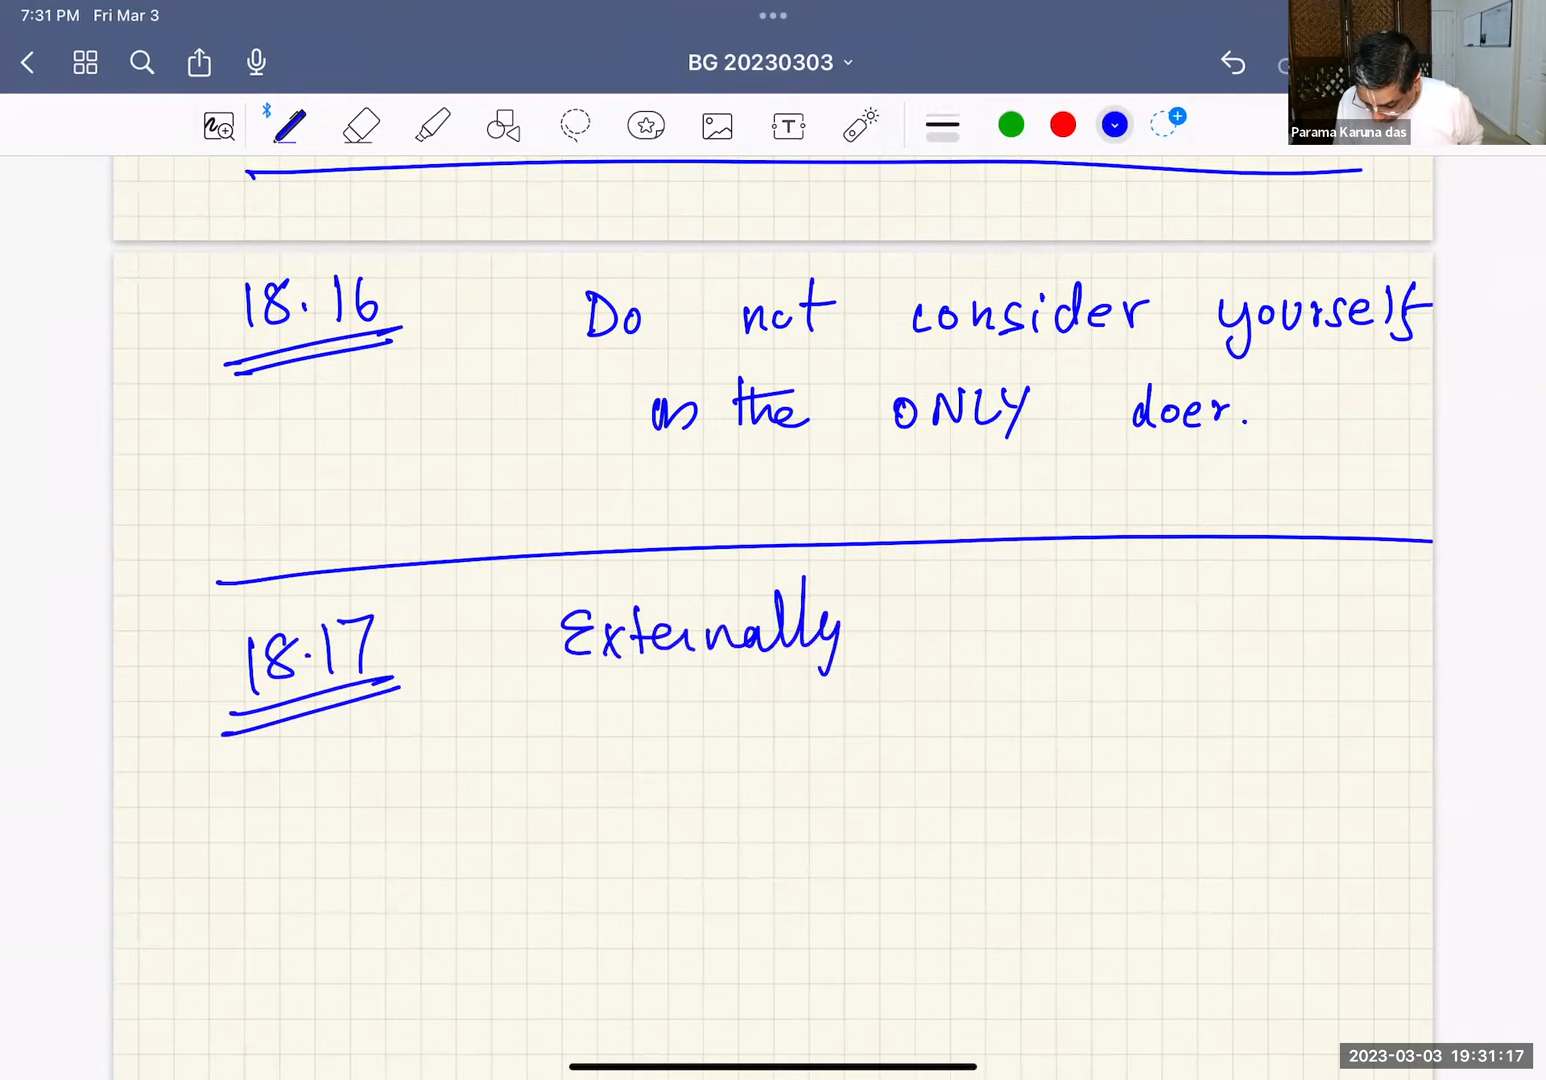 7:31 PM Fri Mar 3
BG 20230303
T
Parama Karuna das
18.16 Do not consider yourself
as the ONLY doer.
18.17 Externally
2023-03-03 19:31:17